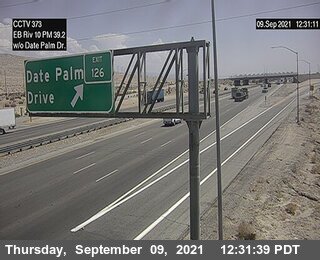 CCTV 373
EB Riv 10 PM 39.2
w/o Date Palm Dr.
09.Sep 2021 12:31:11
EXIT
126
Date Palm
Drive
Thursday, September 09, 2021 12:31:39 PDT